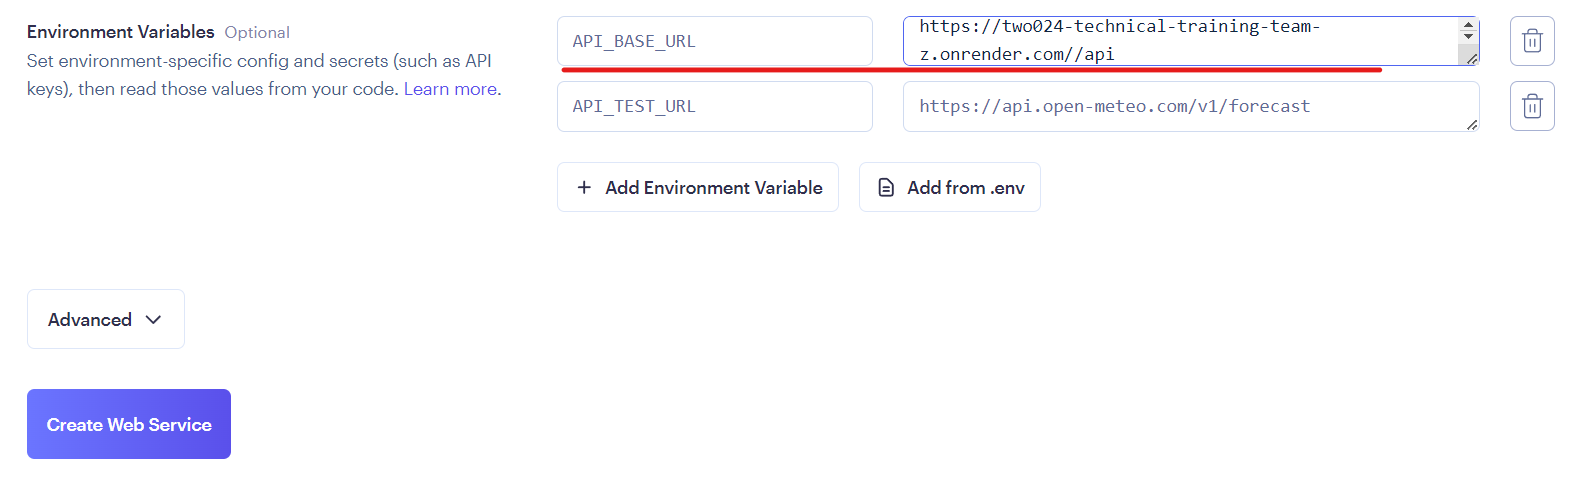 Environment Variables Optional
Set environment-specific config and secrets (such as API
keys), then read those values from your code. Learn more.
API_BASE_URL
https://two024-technical-training-team-
z.onrender.com//api
API_TEST_URL
https://api.open-meteo.com/v1/forecast
+ Add Environment Variable
Add from .env
Advanced
Create Web Service